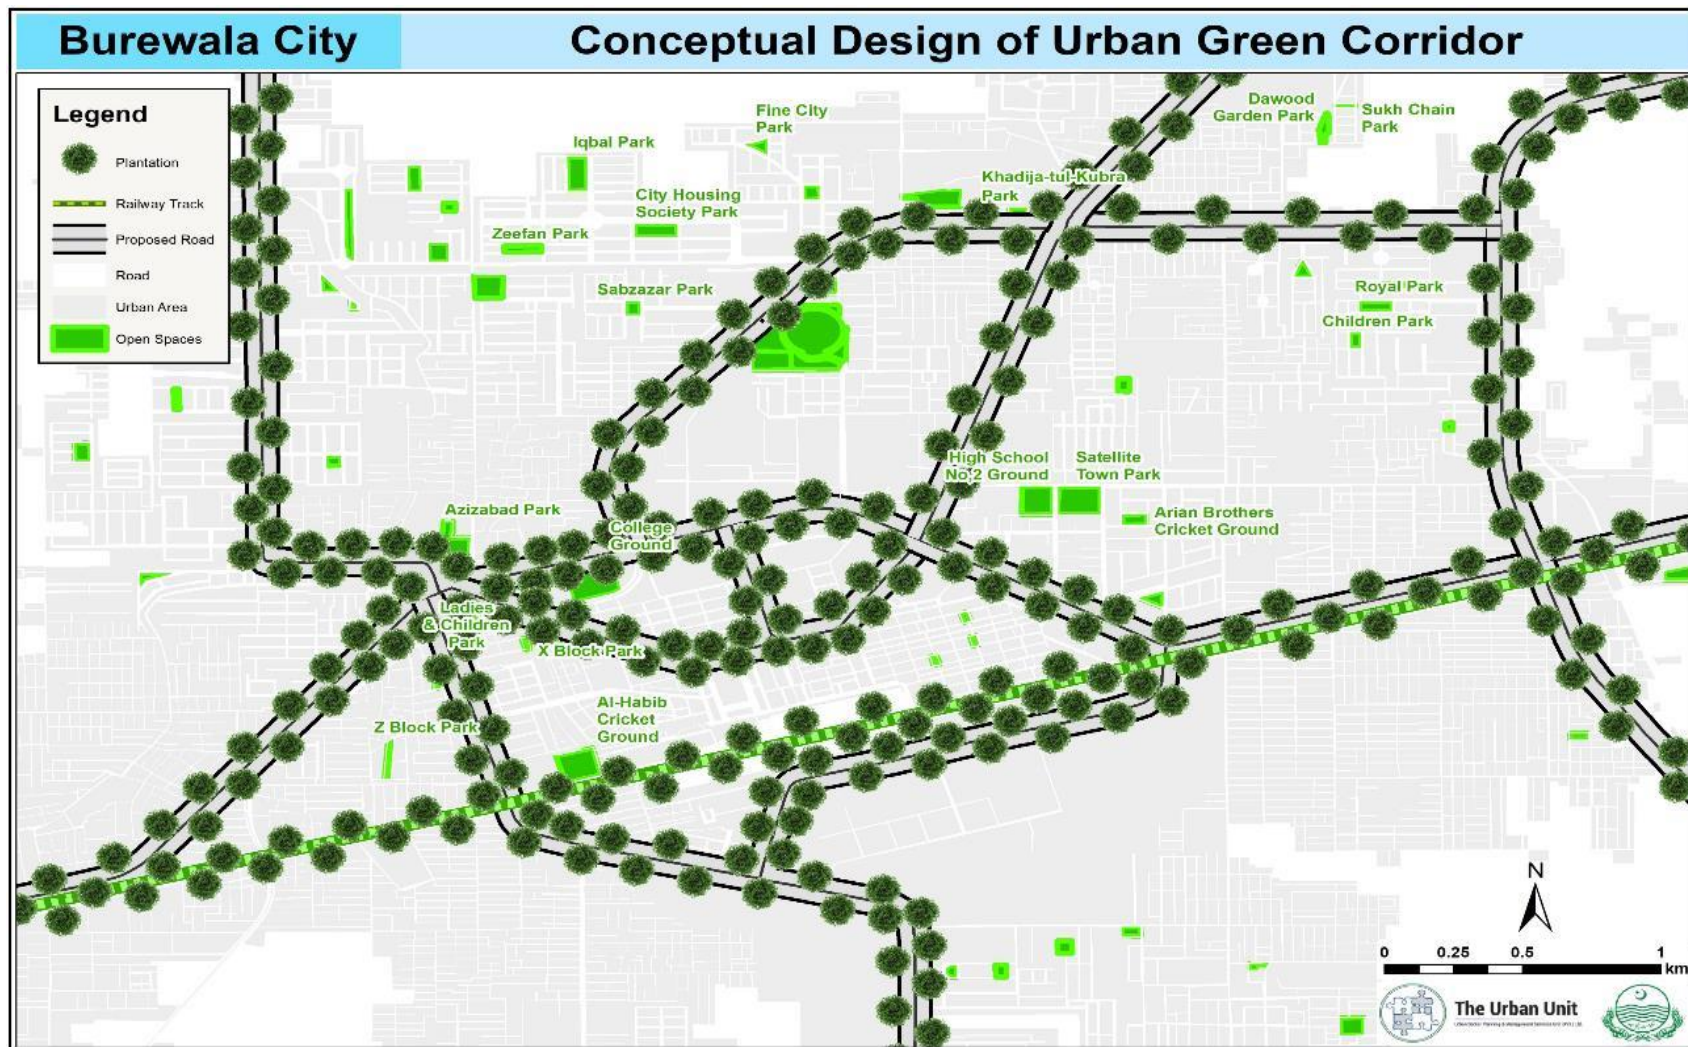 Burewala City
Conceptual Design of Urban Green Corridor
Legend
Plantation
Railway Track
Proposed Road
Road
Urban Area
Open Spaces
Fine City
Park
Iqbal Park
City Housing
Society Park
Zeefan Park
Sabzazar Park
Khadija-tul-Kubra
Park
Dawood
Garden Park
Sukh Chain
Park
Royal Park
Children Park
High School
No,2 Ground
Satellite
Town Park
Arian Brothers
Cricket Ground
Azizabad Park
College
Ground
Ladies
& Children
Park
X Block Park
Z Block Park
Al-Habib
Cricket
Ground
N
0 0.25 0.5 1
km
The Urban Unit